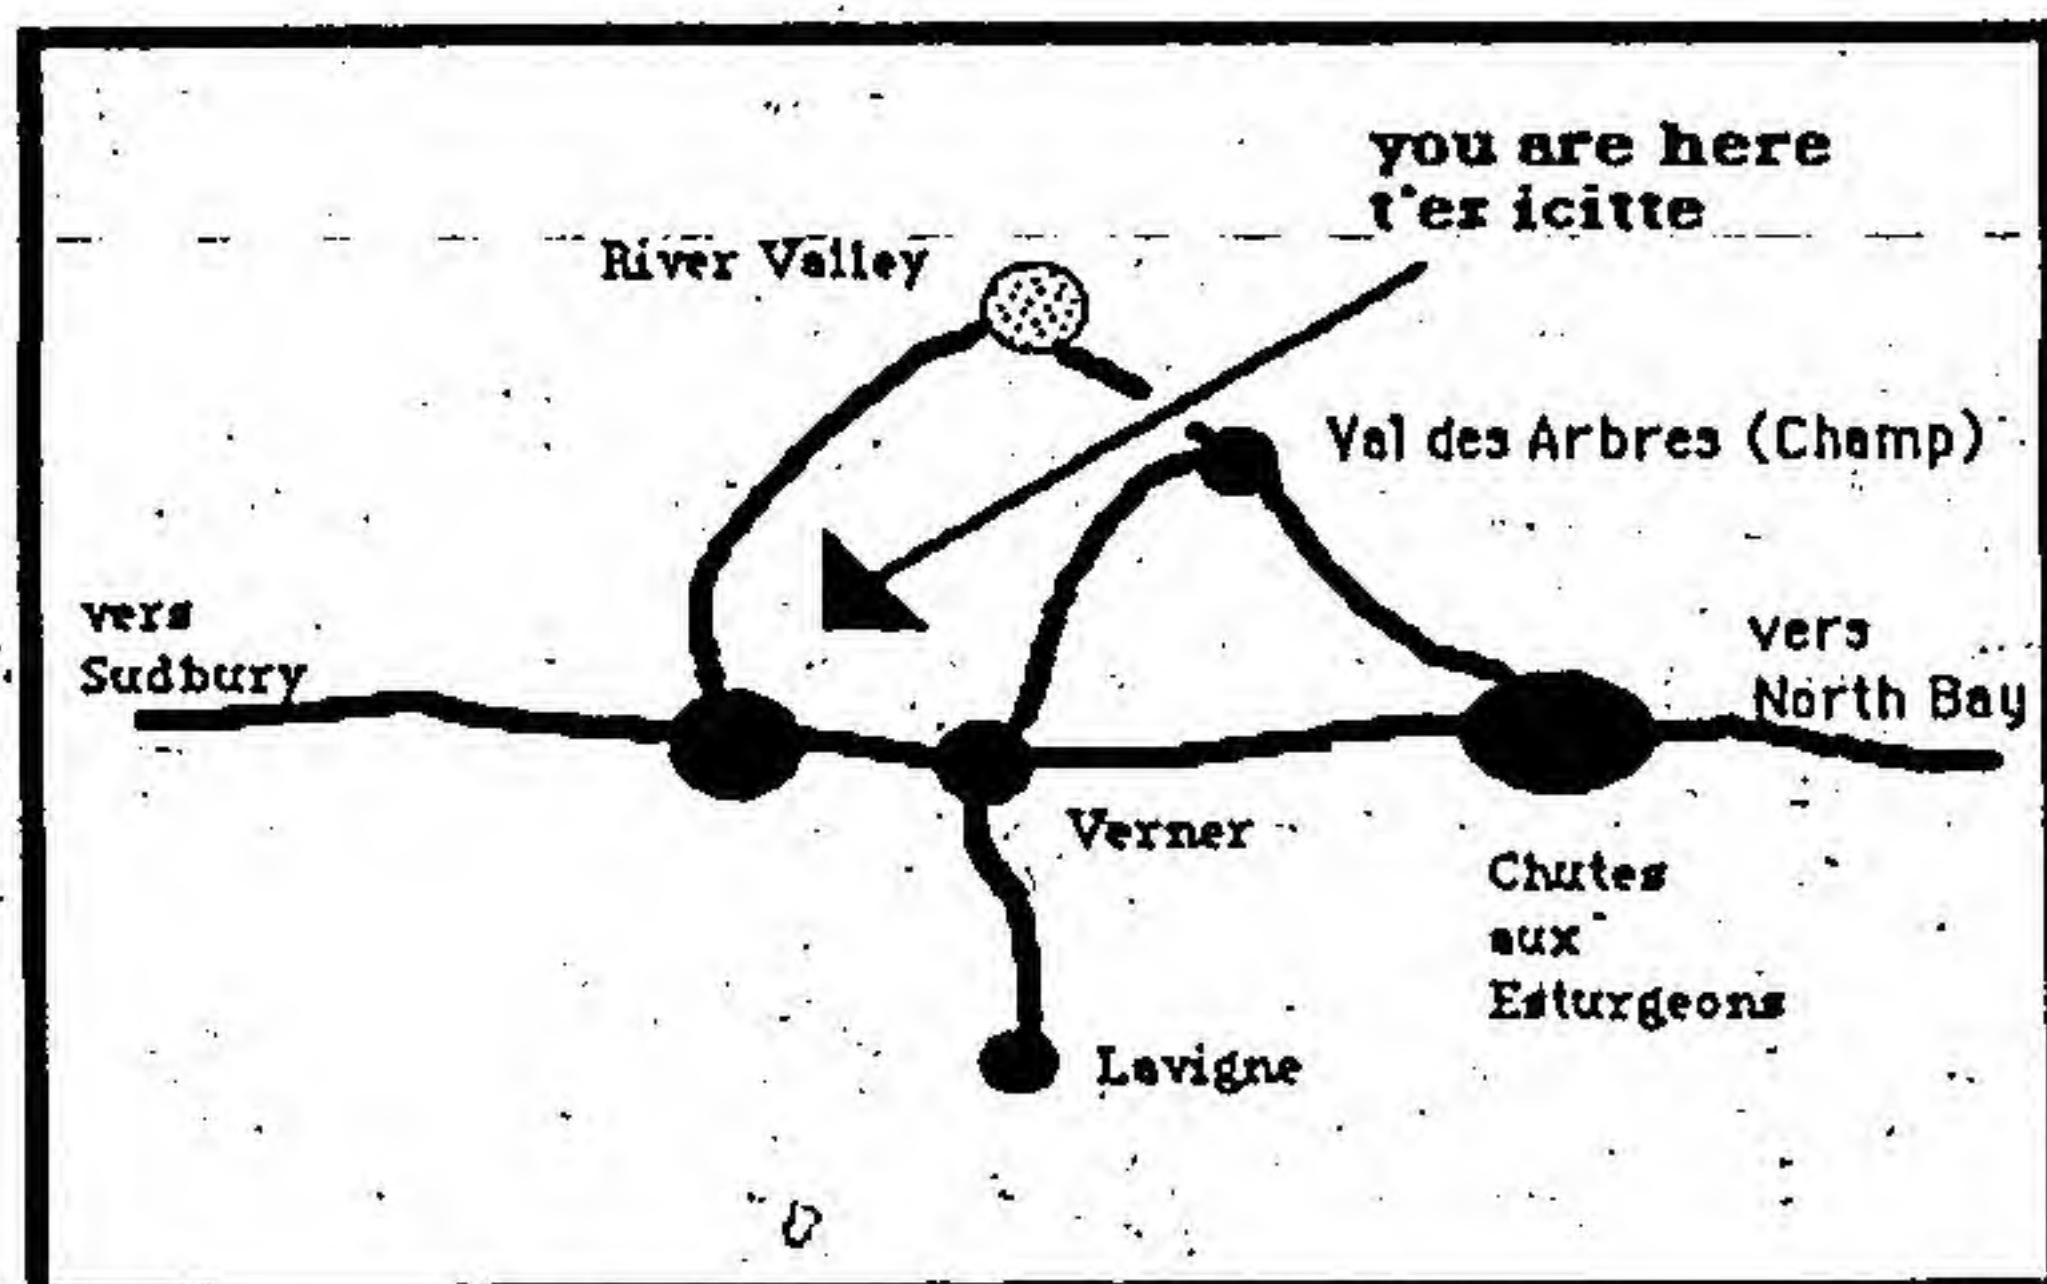 you are here
t'es icitte
River Valley
Val des Arbres (Champ)
vers
Sudbury
vers
North Bay
Verner
Chutes
aux
Esturgeons
Lavigne